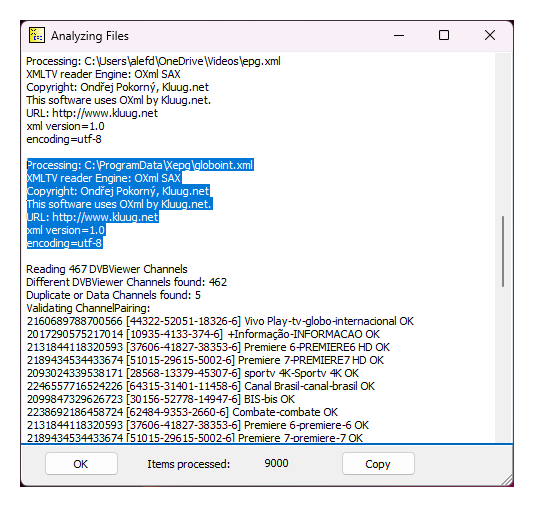 Analyzing Files
Processing: C:\Users\alefd\OneDrive\Videos\epg.xml
XMLTV reader Engine: OXml SAX
Copyright: Ondřej Pokorný, Kluug.net
This software uses OXml by Kluug.net.
URL: http://www.kluug.net
xml version=1.0
encoding=utf-8
Processing: C:\ProgramData\Xepg\globoint.xml
XMLTV reader Engine: OXml SAX
Copyright: Ondřej Pokorný, Kluug.net
This software uses OXml by Kluug.net.
URL: http://www.kluug.net
xml version=1.0
encoding=utf-8
Reading 467 DVBViewer Channels
Different DVBViewer Channels found: 462
Duplicate or Data Channels found: 5
Validating ChannelPairing:
2160689788700566 [44322-52051-18326-6] Vivo Play-tv-globo-internacional OK
2017290575217014 [10935-4133-374-6] +Informação-INFORMACAO OK
2131844118320593 [37606-41827-38353-6] Premiere 6-PREMIERE6 HD OK
2189434534433674 [51015-29615-5002-6] Premiere 7-PREMIERE7 HD OK
2093024339538171 [28568-13379-45307-6] sportv 4K-Sportv 4K OK
2246557716524226 [64315-31401-11458-6] Canal Brasil-canal-brasil OK
2099847329626723 [30156-52778-14947-6] BIS-bis OK
2238692186458724 [62484-9353-2660-6] Combate-combate OK
2131844118320593 [37606-41827-38353-6] Premiere 6-premiere-6 OK
2189434534433674 [51015-29615-5002-6] Premiere 7-premiere-7 OK
OK Items processed: 9000 Copy